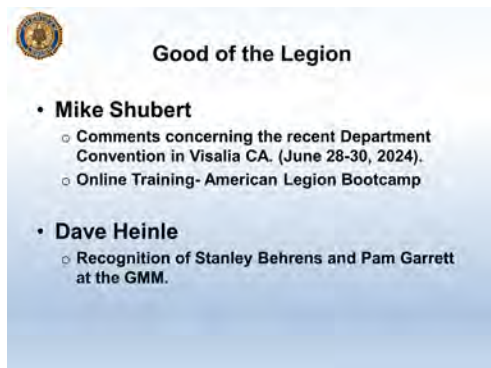 Good of the Legion
• Mike Shubert
o Comments concerning the recent Department
Convention in Visalia CA. (June 28-30, 2024).
o Online Training- American Legion Bootcamp
• Dave Heinle
o Recognition of Stanley Behrens and Pam Garrett
at the GMM.